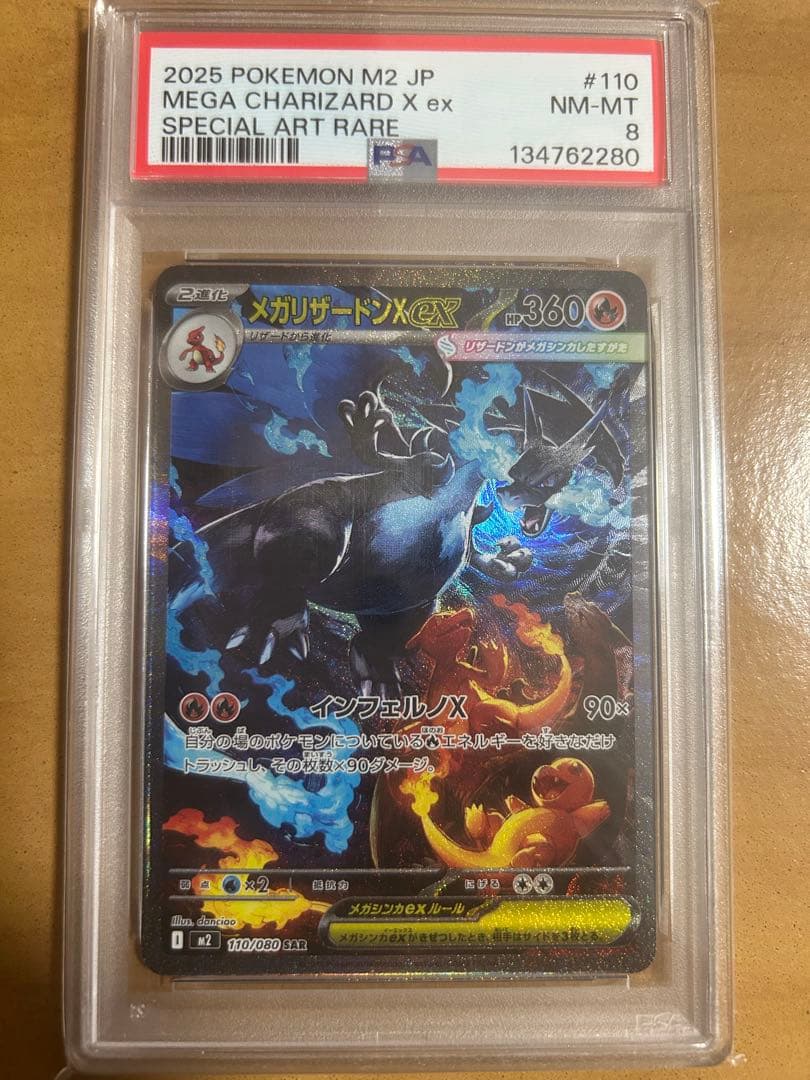 2025 POKEMON M2 JP #110
MEGA CHARIZARD X ex NM-MT
SPECIAL ART RARE 8
PSA 134762280
2進化 メガリザードンXex HP360
リザードから進化 リザードンがメガシンカしたすがた
インフェルノX 90×
自分の場のポケモンについているエネルギーを好きなだけ
トラッシュし、その枚数×90ダメージ。
弱点 ×2 抵抗力 にげる
メガシンカexルール
メガシンカexがきぜつしたとき、相手はサイドを3枚とる。
Illus. danciao
I m2 110/080 SAR
PSA